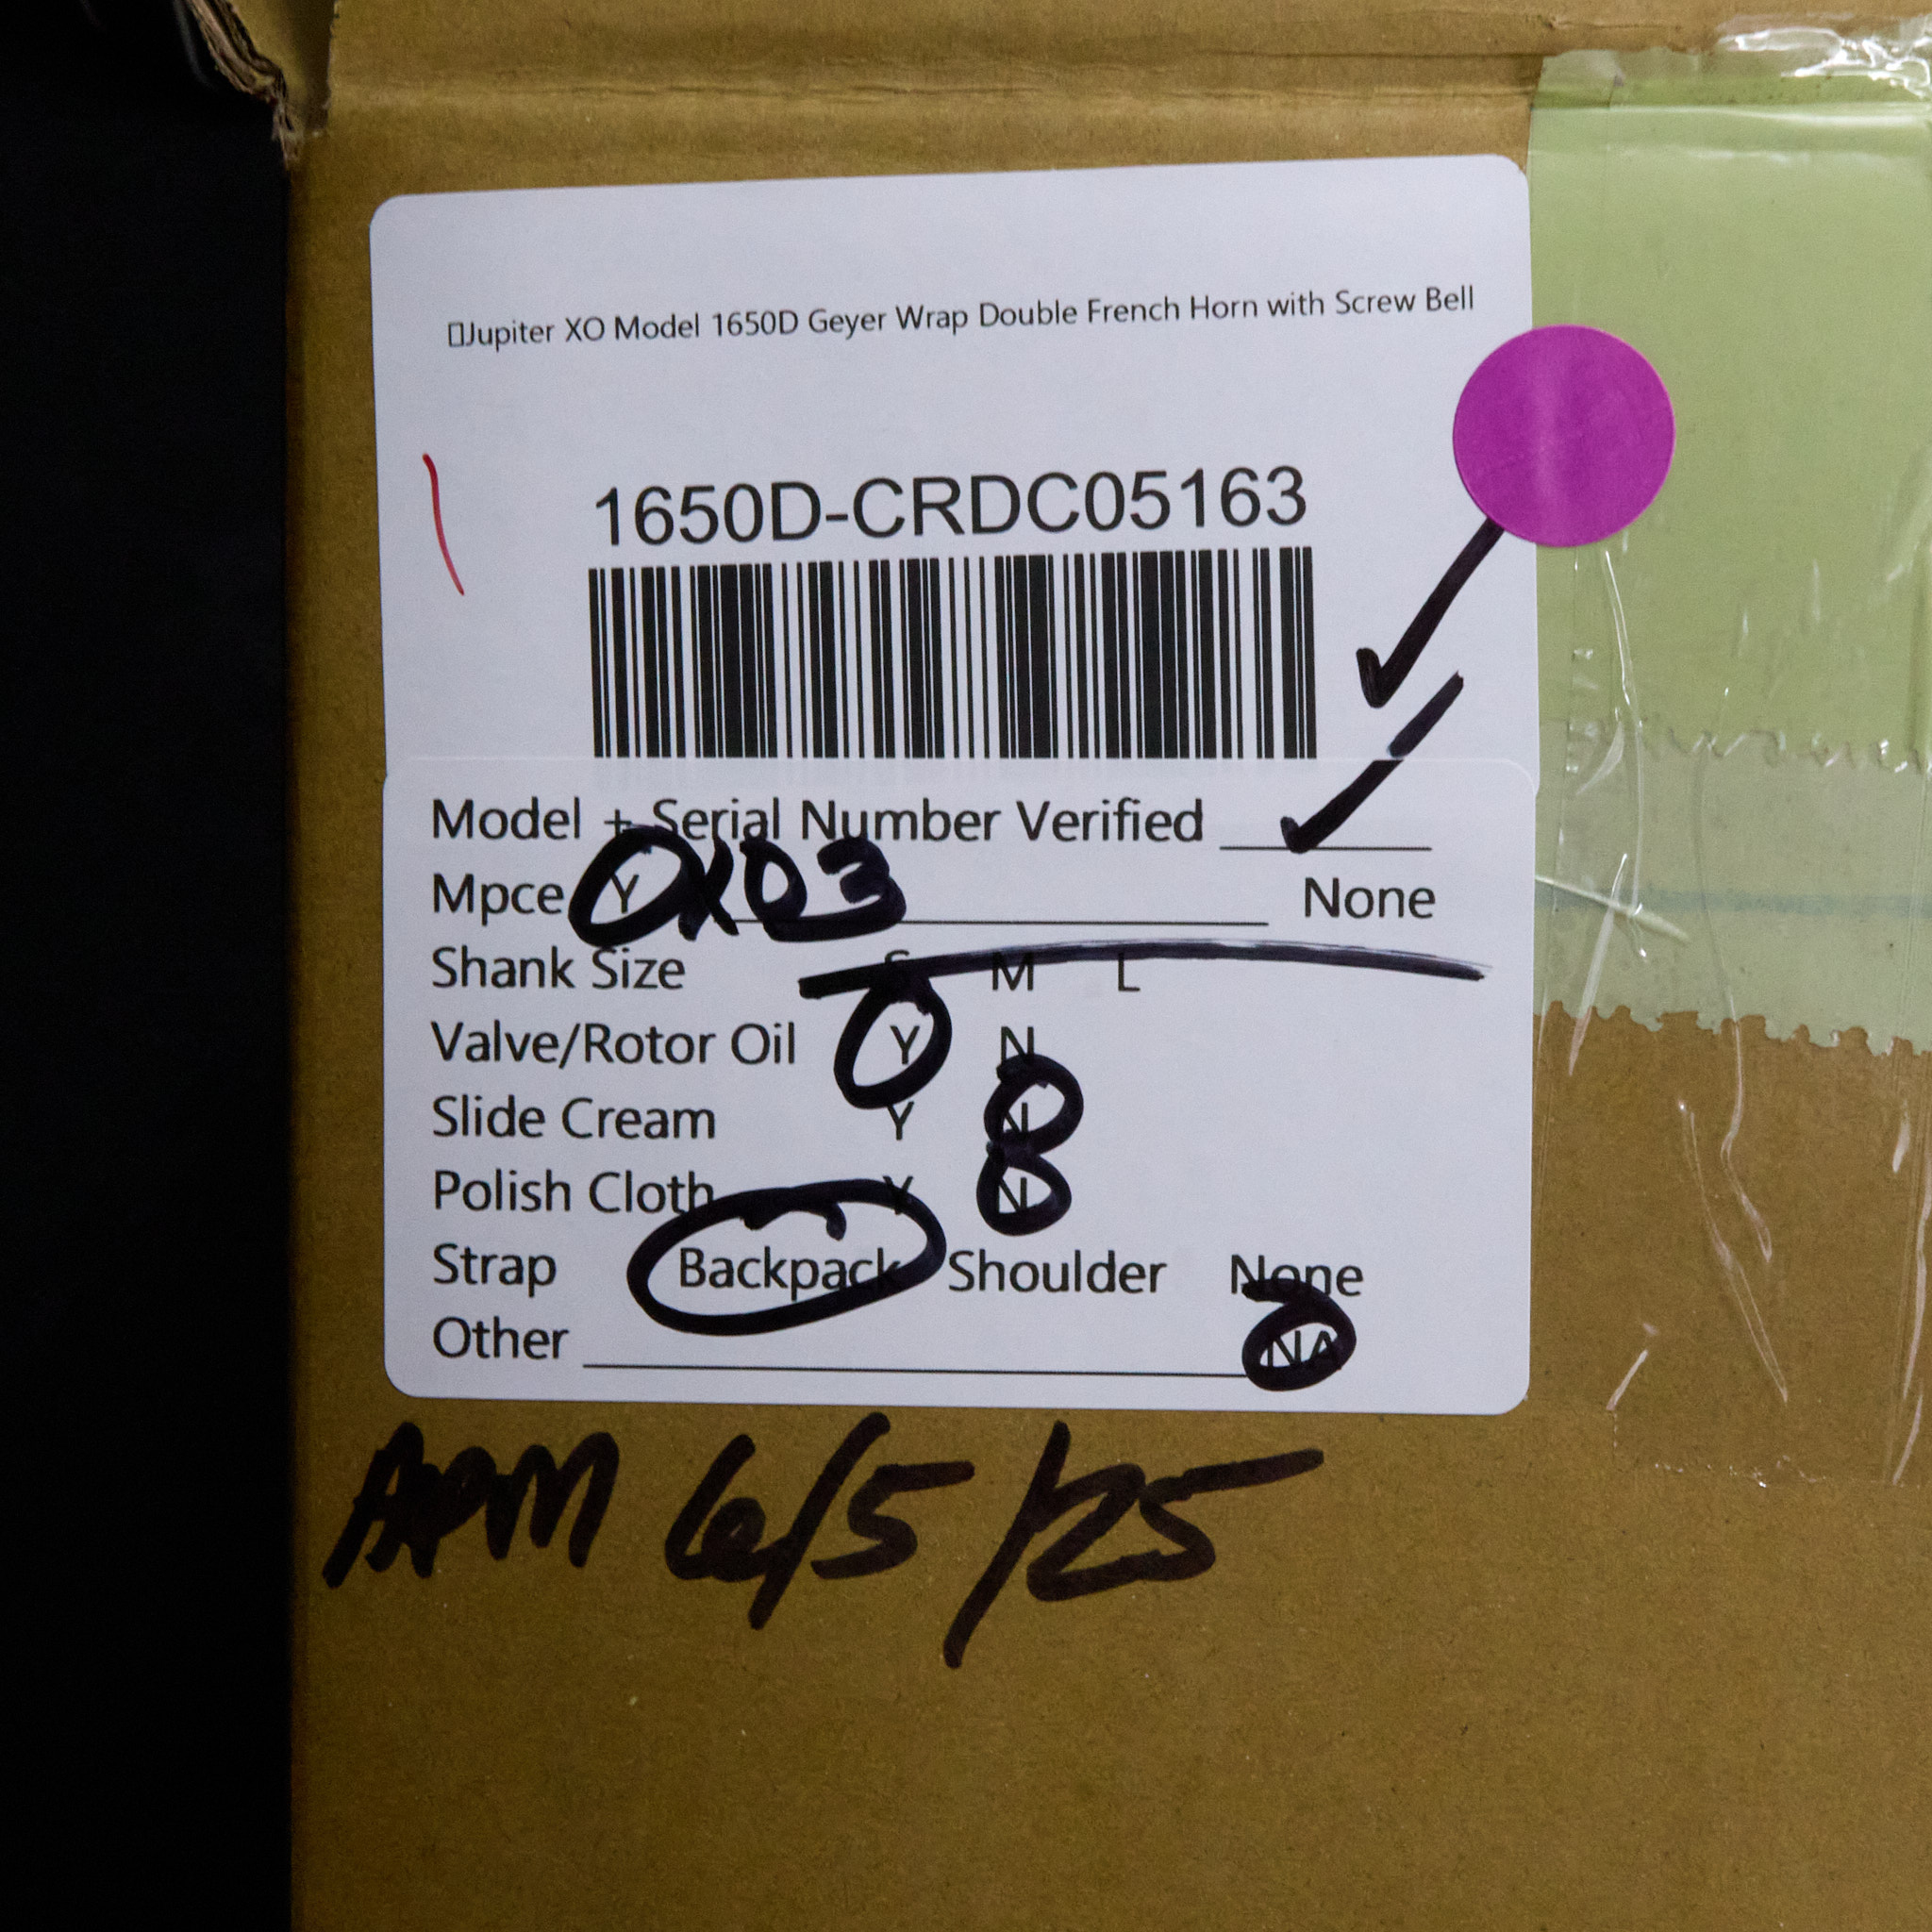 Jupiter XO Model 1650D Geyer Wrap Double French Horn with Screw Bell
1650D-CRDC05163
Model + Serial Number Verified
Mpce Y XO3 None
Shank Size S M L
Valve/Rotor Oil Y N
Slide Cream Y N
Polish Cloth Y N
Strap Backpack Shoulder None
Other NA
APM 6/5/25